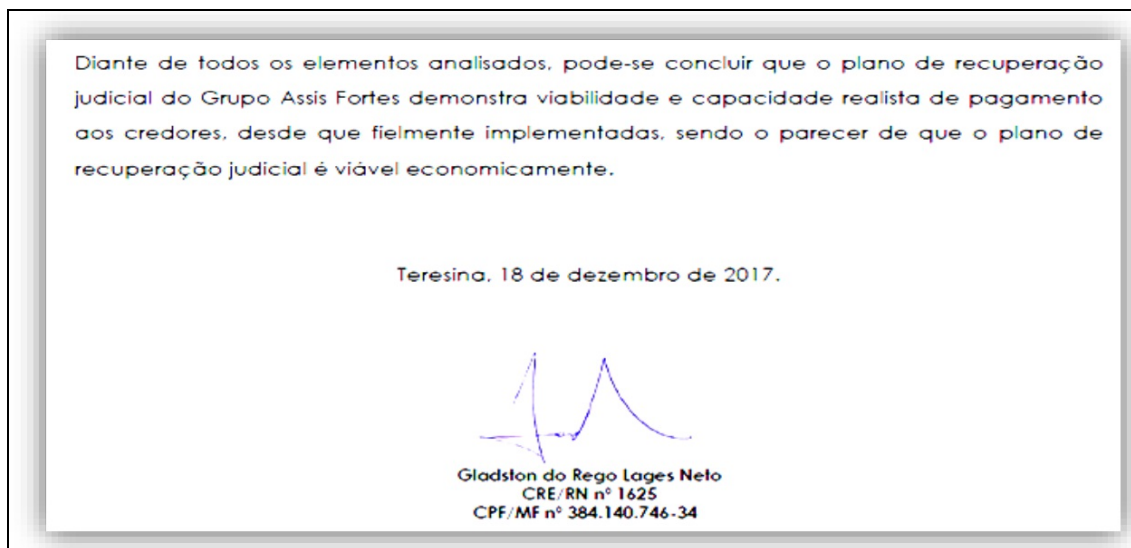 Diante de todos os elementos analisados, pode-se concluir que o plano de recuperação
judicial do Grupo Assis Fortes demonstra viabilidade e capacidade realista de pagamento
aos credores, desde que fielmente implementadas, sendo o parecer de que o plano de
recuperação judicial é viável economicamente.
Teresina, 18 de dezembro de 2017.
Gladston do Rego Lages Neto
CRE/RN nº 1625
CPF/MF nº 384.140.746-34